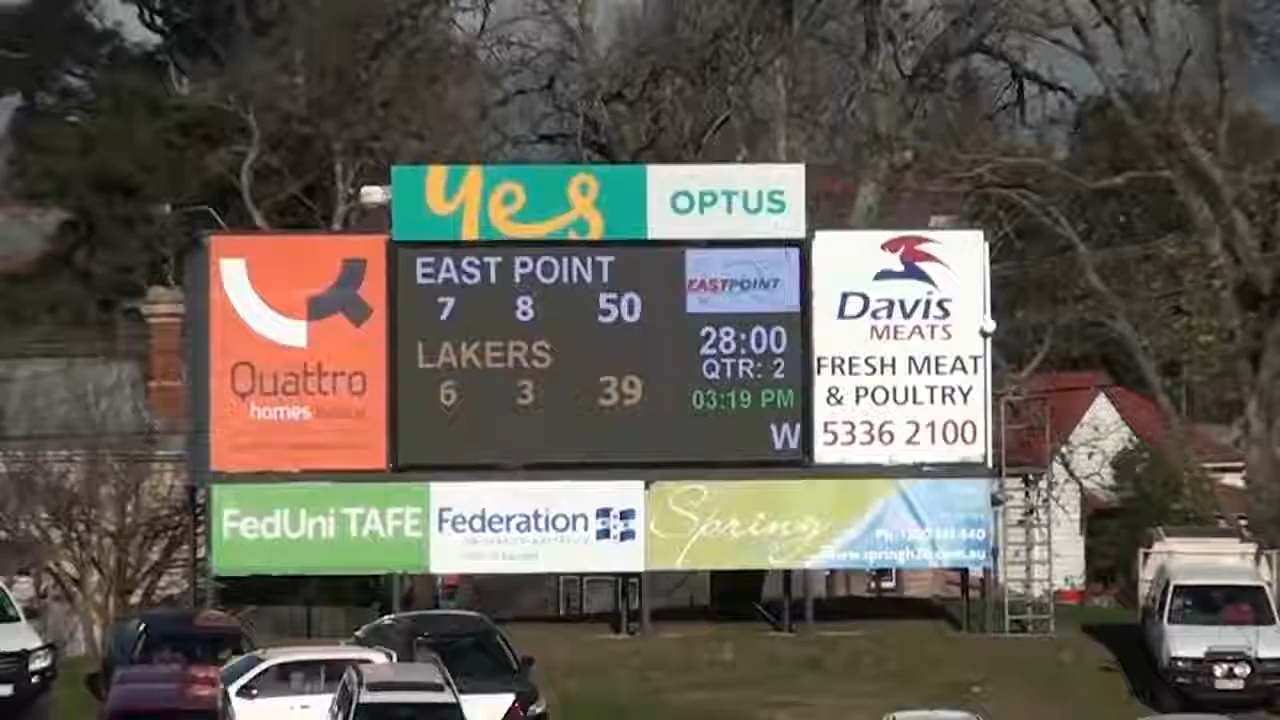 yes
OPTUS
EAST POINT
7 8 50
EASTPOINT
LAKERS
6 3 39
28:00
QTR: 2
03:19 PM
W
Quattro
homes
Davis
MEATS
FRESH MEAT
& POULTRY
5336 2100
FedUni TAFE
Federation
Spring